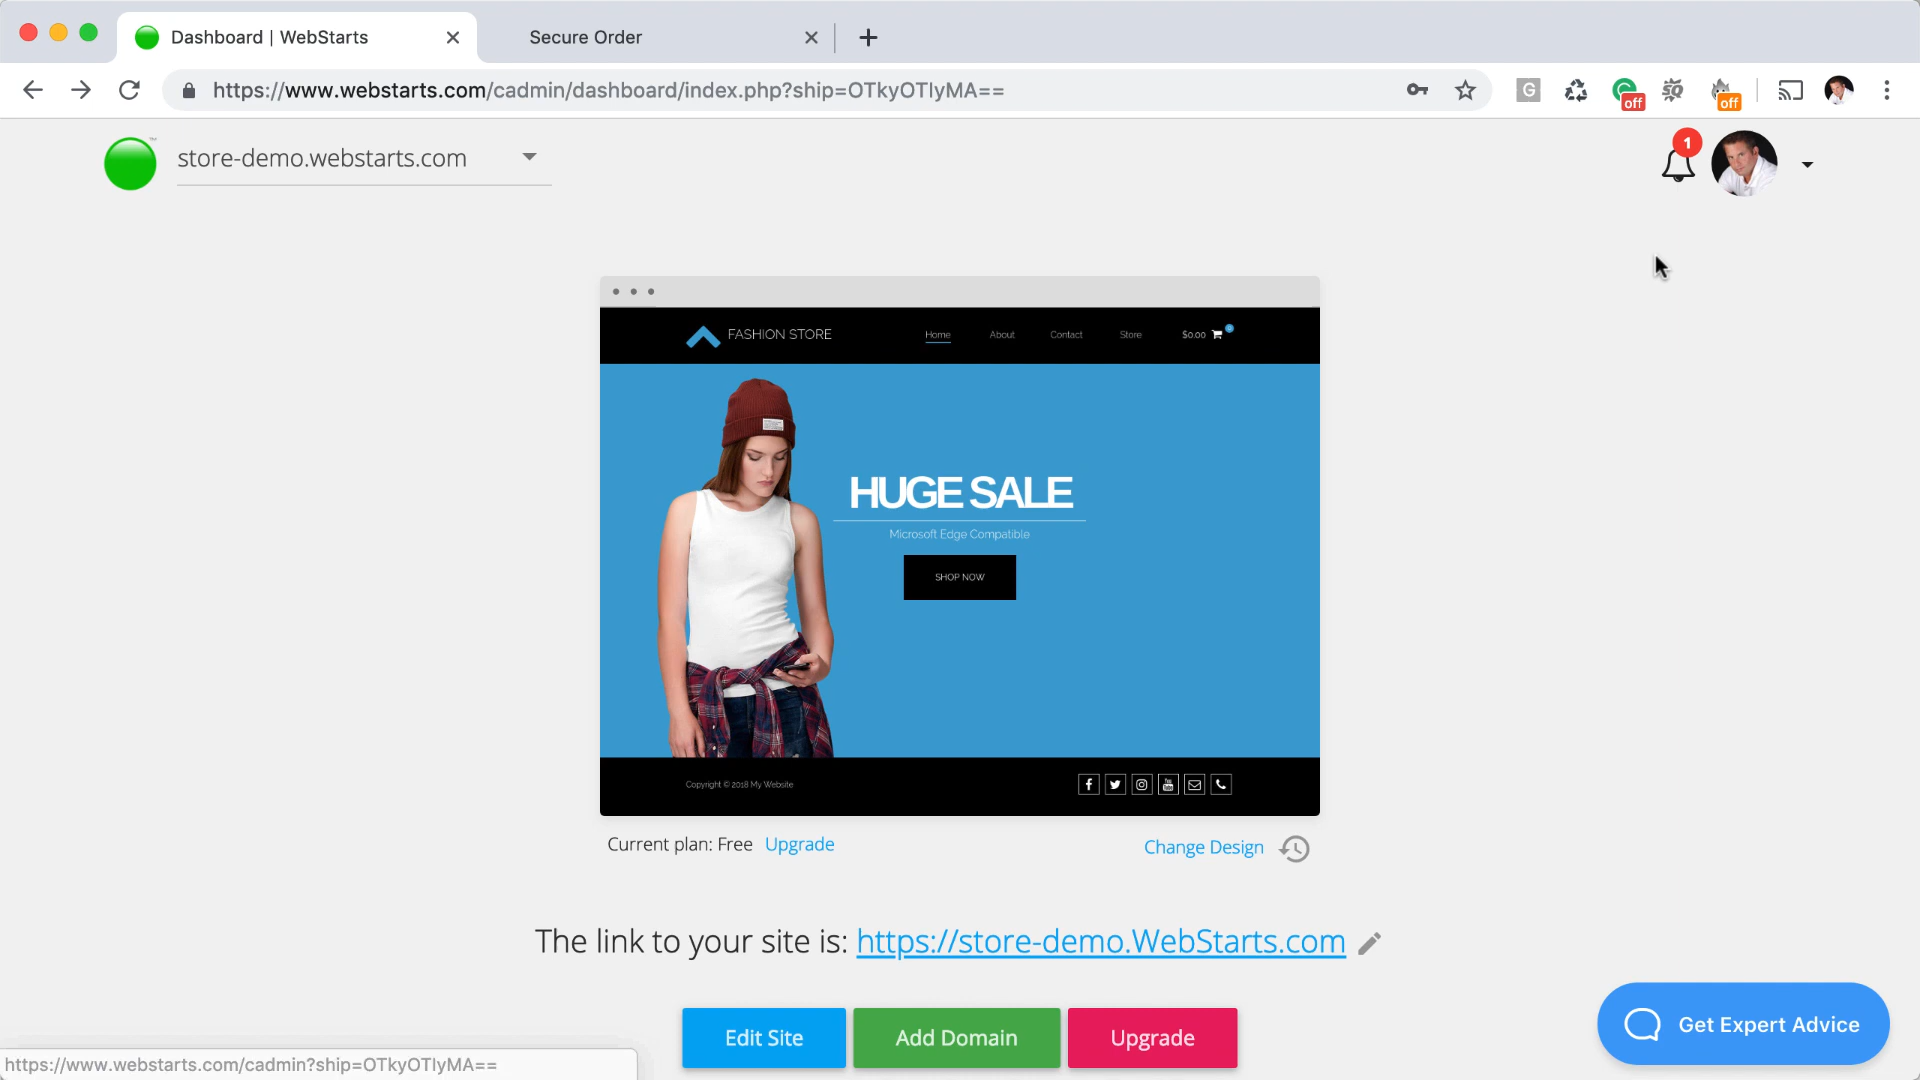 Dashboard | WebStarts
Secure Order
https://www.webstarts.com/cadmin/dashboard/index.php?ship=OTkyOTIyMA==
G
off
off
store-demo.webstarts.com
1
FASHION STORE
Home
About
Contact
Store
$0.00
0
HUGE SALE
Microsoft Edge Compatible
SHOP NOW
Copyright © 2018 My Website
Current plan: Free Upgrade
Change Design
The link to your site is: https://store-demo.WebStarts.com
Edit Site
Add Domain
Upgrade
Get Expert Advice
https://www.webstarts.com/cadmin?ship=OTkyOTIyMA==